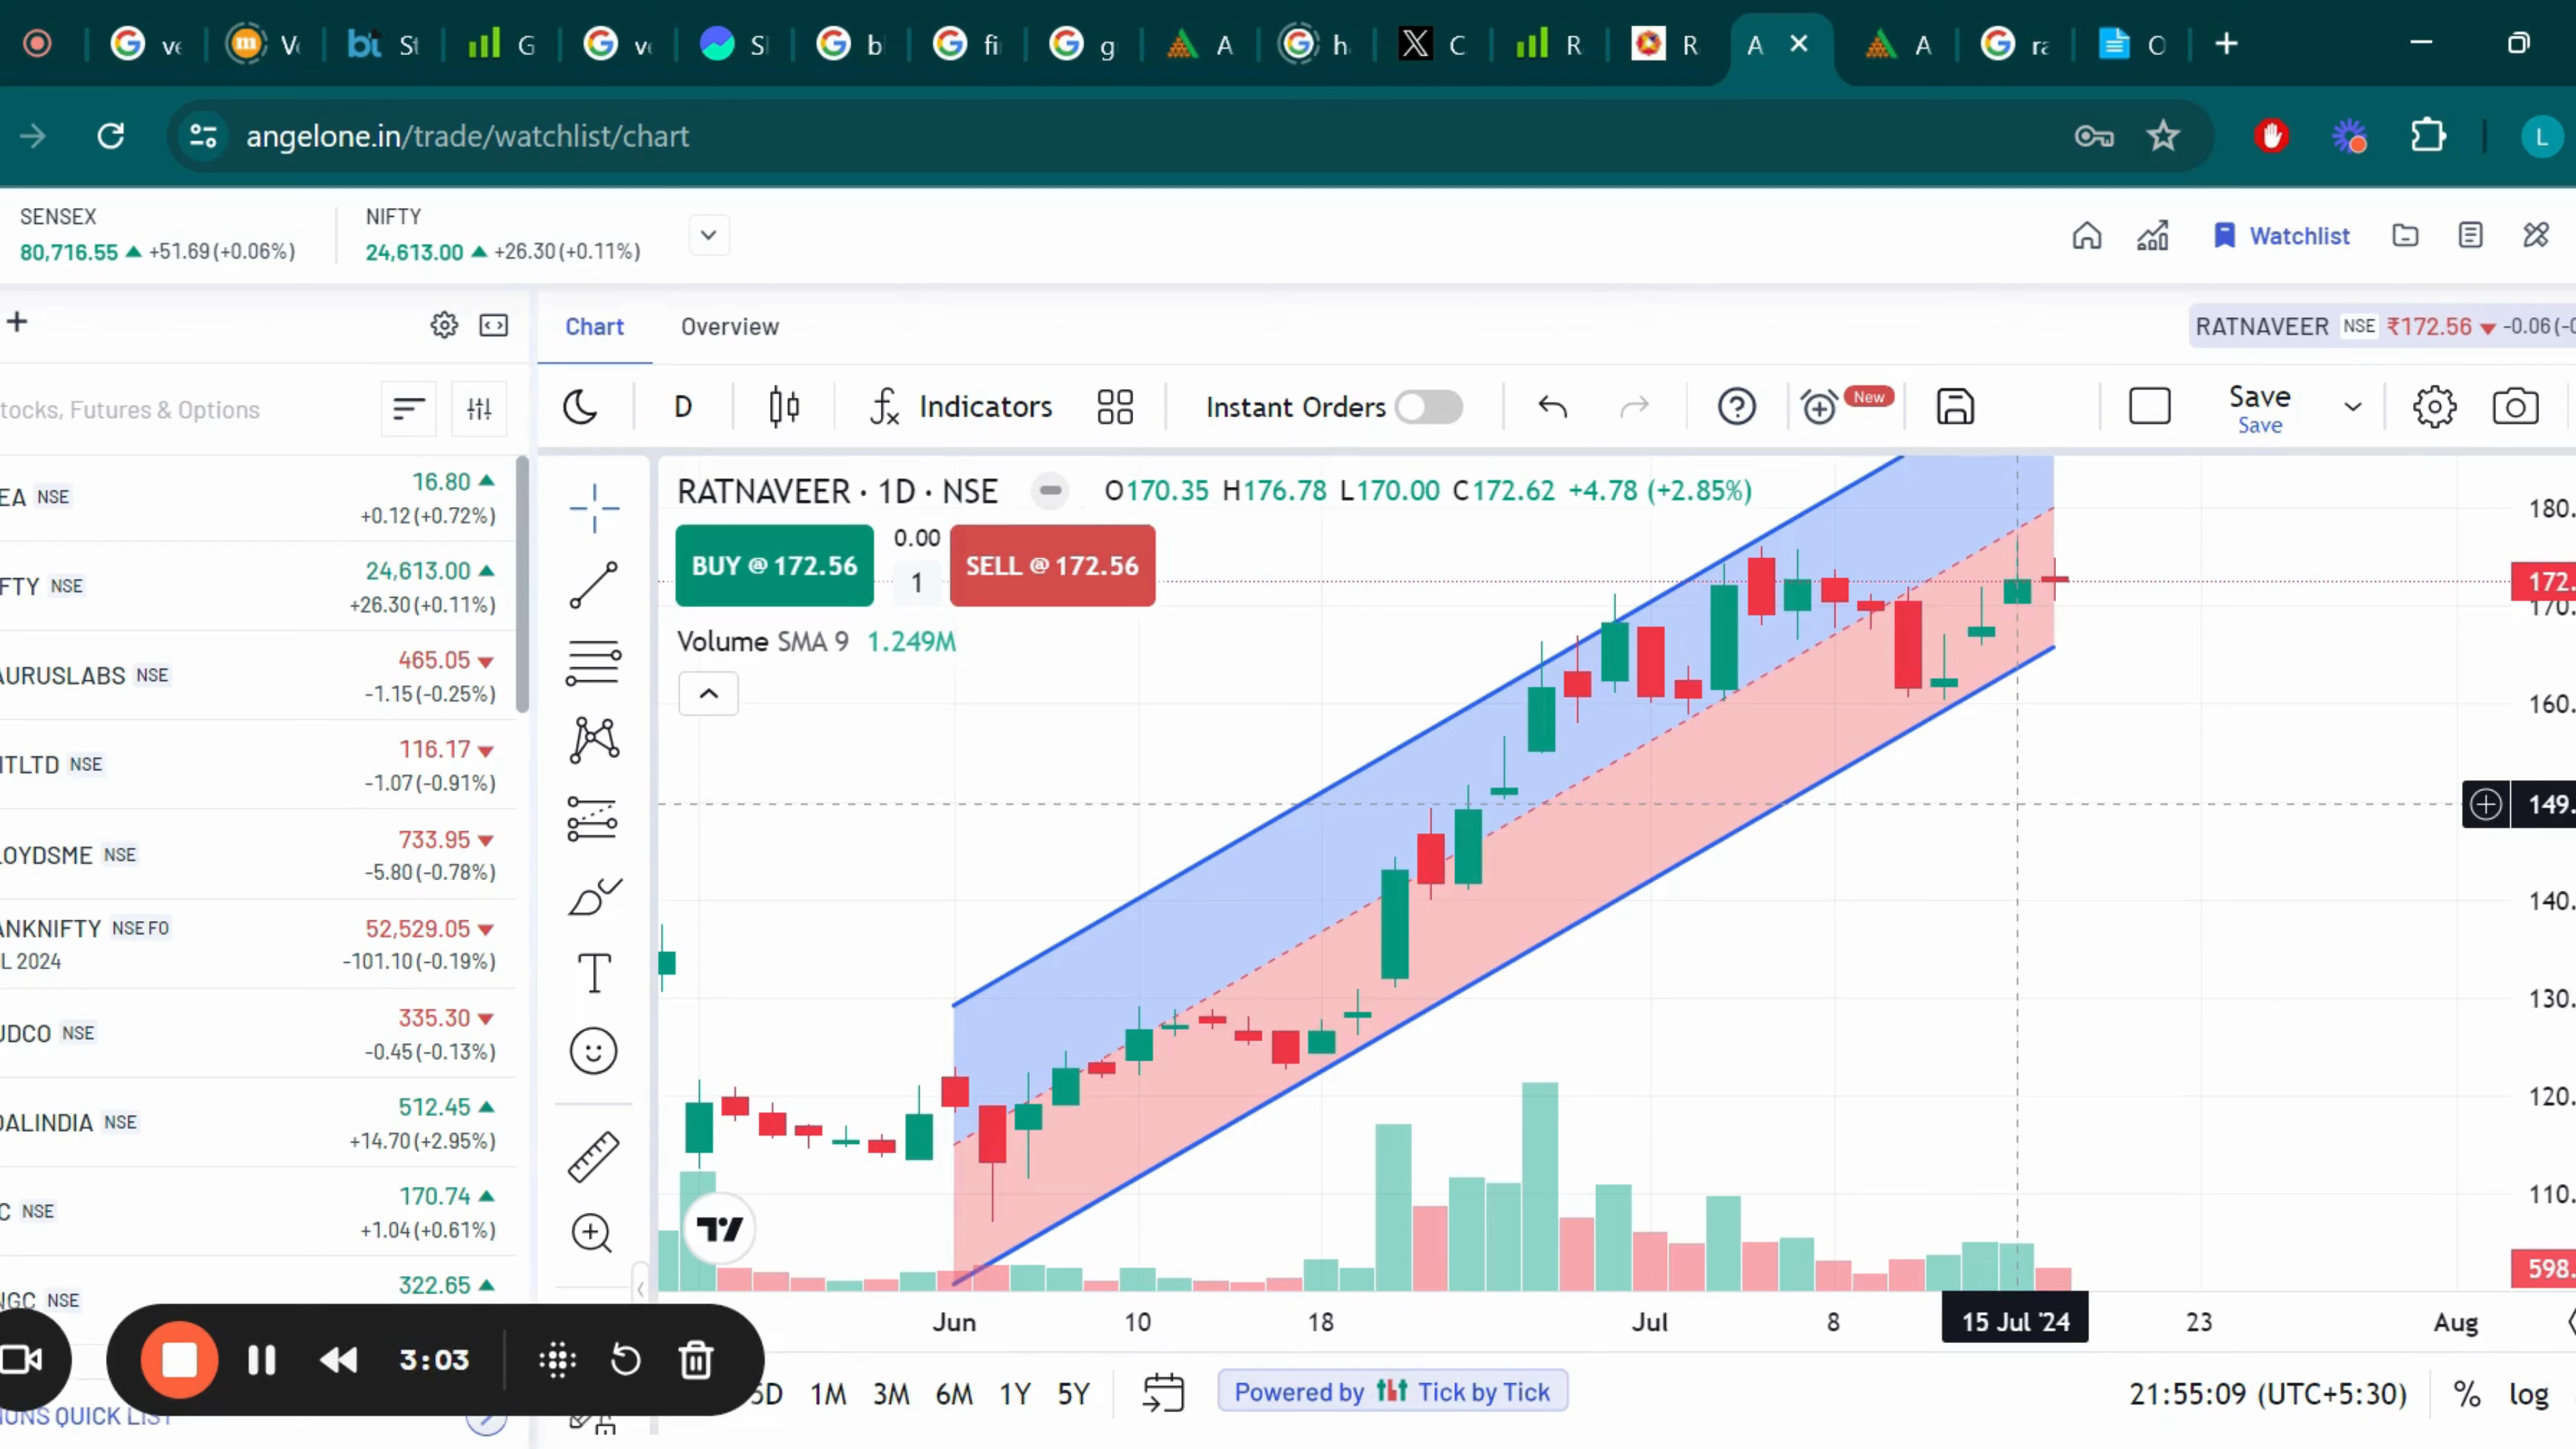 ve V St G ve S b fi g A h C R R A A ra O
angelone.in/trade/watchlist/chart
L
SENSEX
80,716.55 +51.69 (+0.06%)
NIFTY
24,613.00 +26.30 (+0.11%)
Watchlist
Chart Overview
RATNAVEER NSE ₹172.56 -0.06
tocks, Futures & Options
D Indicators Instant Orders New Save
Save
EA NSE 16.80
+0.12 (+0.72%)
FTY NSE 24,613.00
+26.30 (+0.11%)
AURUSLABS NSE 465.05
-1.15 (-0.25%)
ITLTD NSE 116.17
-1.07 (-0.91%)
LOYDSME NSE 733.95
-5.80 (-0.78%)
ANKNIFTY NSE FO 52,529.05
L 2024 -101.10 (-0.19%)
UDCO NSE 335.30
-0.45 (-0.13%)
OALINDIA NSE 512.45
+14.70 (+2.95%)
C NSE 170.74
+1.04 (+0.61%)
NGC NSE 322.65
IONS QUICK LIST
RATNAVEER · 1D · NSE O170.35 H176.78 L170.00 C172.62 +4.78 (+2.85%)
BUY @ 172.56 0.00 SELL @ 172.56
1
Volume SMA 9 1.249M
180.
172.
170.
160.
149.
140.
130.
120.
110.
598.
Jun 10 18 Jul 8 15 Jul '24 23 Aug
3:03
5D 1M 3M 6M 1Y 5Y
Powered by Tick by Tick
21:55:09 (UTC+5:30) % log